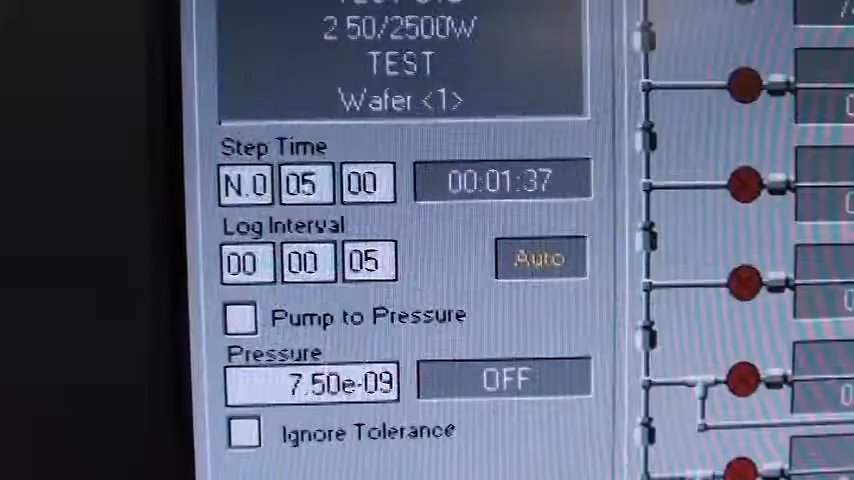 2 50/2500W
TEST
Wafer <1>
Step Time
N.0 05 00 00:01:37
Log Interval
00 00 05 Auto
Pump to Pressure
Pressure
7.50e-09 OFF
Ignore Tolerance